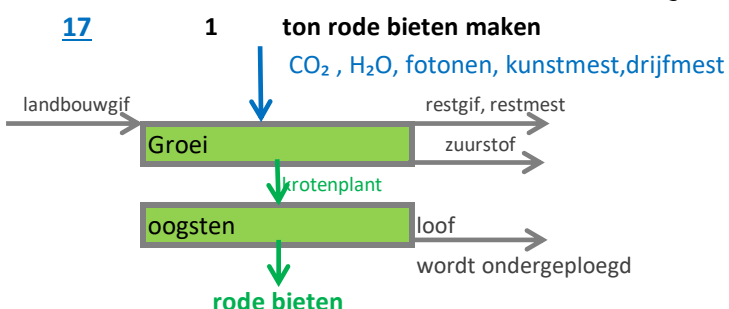 17 1 ton rode bieten maken
CO₂ , H₂O, fotonen, kunstmest,drijfmest
landbouwgif
restgif, restmest
Groei
zuurstof
krotenplant
oogsten
loof
wordt ondergeploegd
rode bieten